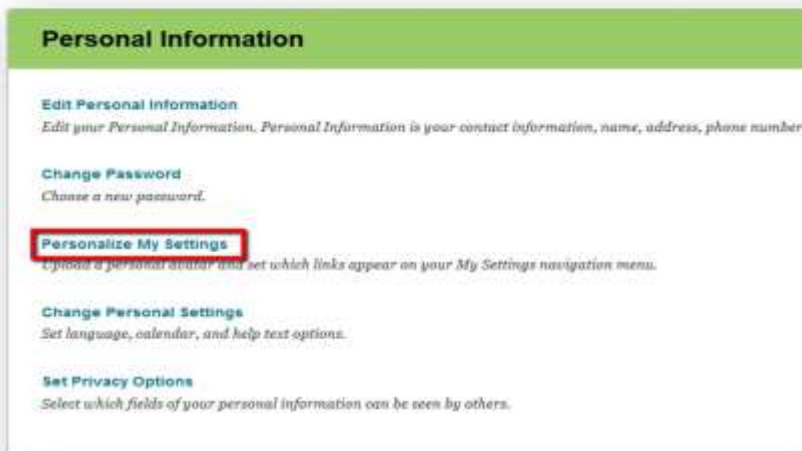 Personal Information
Edit Personal Information
Edit your Personal Information. Personal Information is your contact information, name, address, phone number
Change Password
Choose a new password.
Personalize My Settings
Upload a personal avatar and set which links appear on your My Settings navigation menu.
Change Personal Settings
Set language, calendar, and help text options.
Set Privacy Options
Select which fields of your personal information can be seen by others.